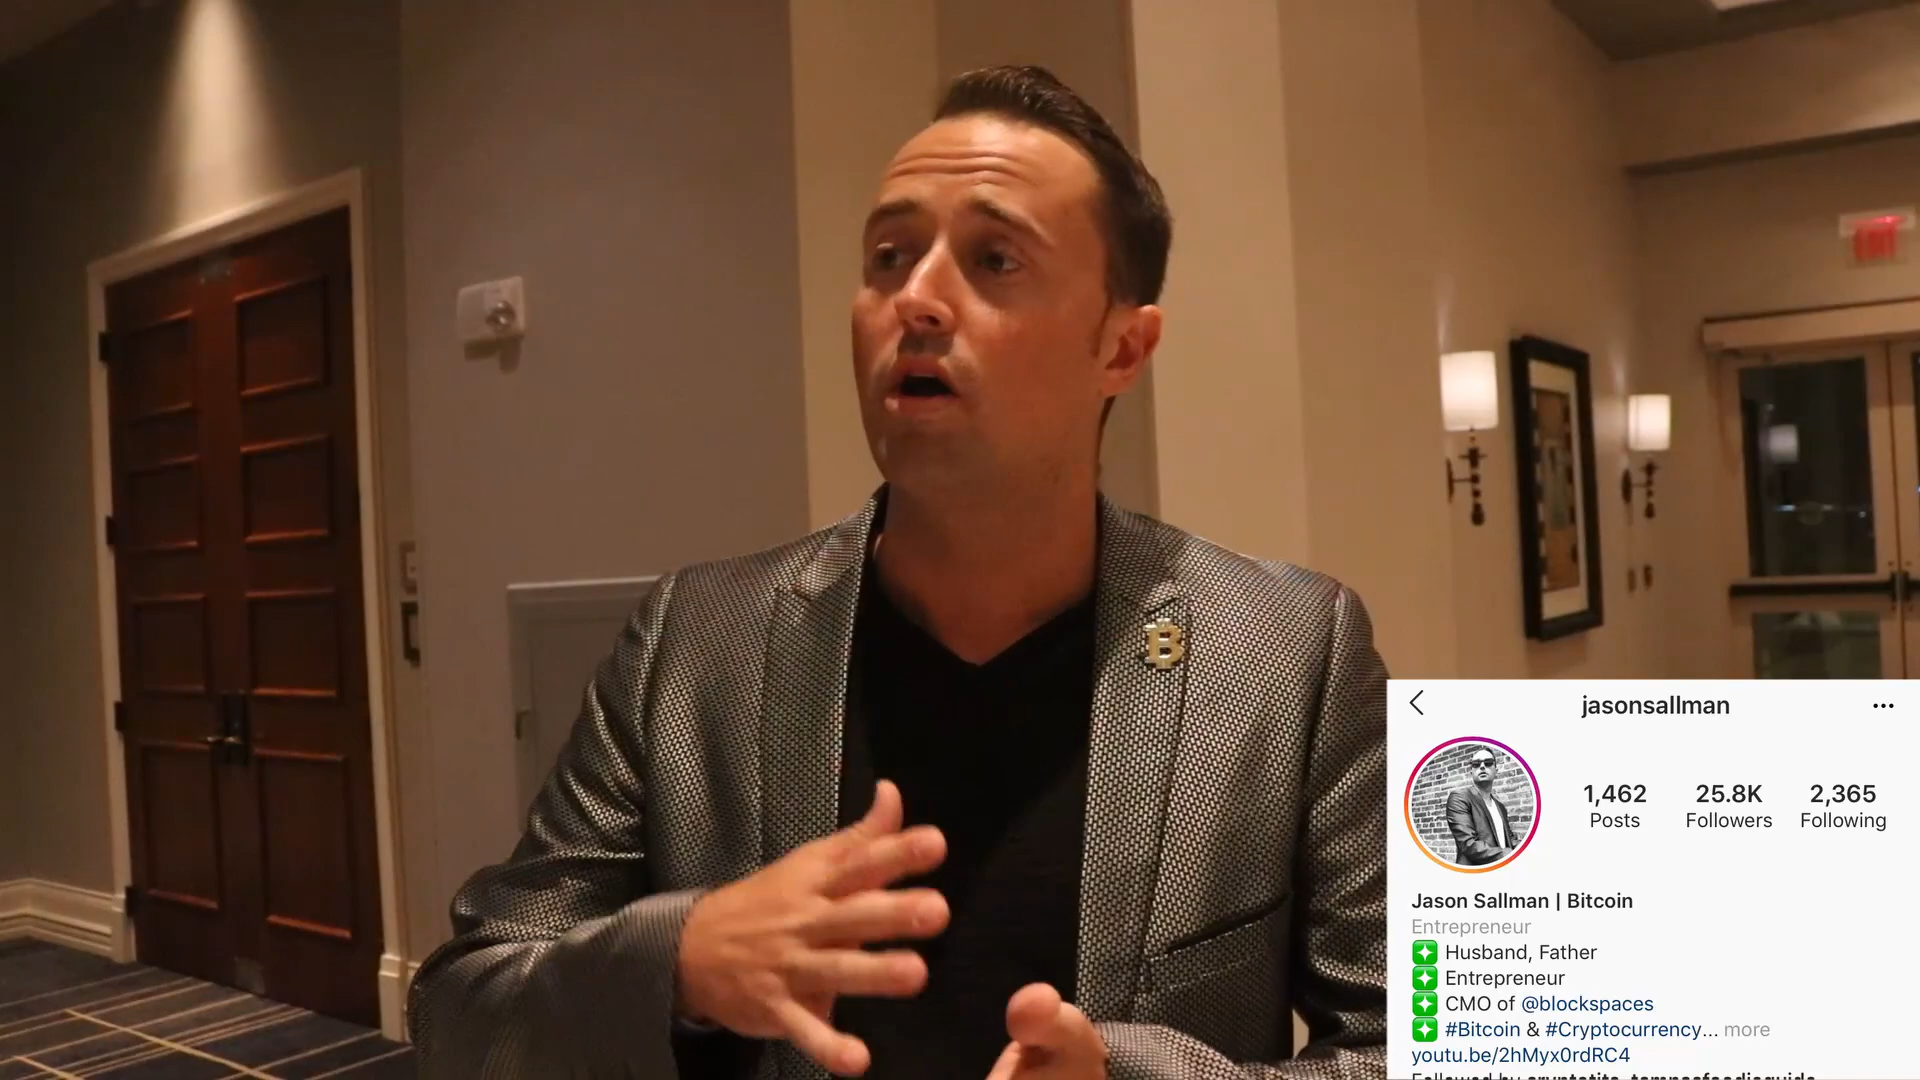 jasonsallman
1,462 25.8K 2,365
Posts Followers Following
Jason Sallman | Bitcoin
Entrepreneur
Husband, Father
Entrepreneur
CMO of @blockspaces
#Bitcoin & #Cryptocurrency... more
youtu.be/2hMyx0rdRC4